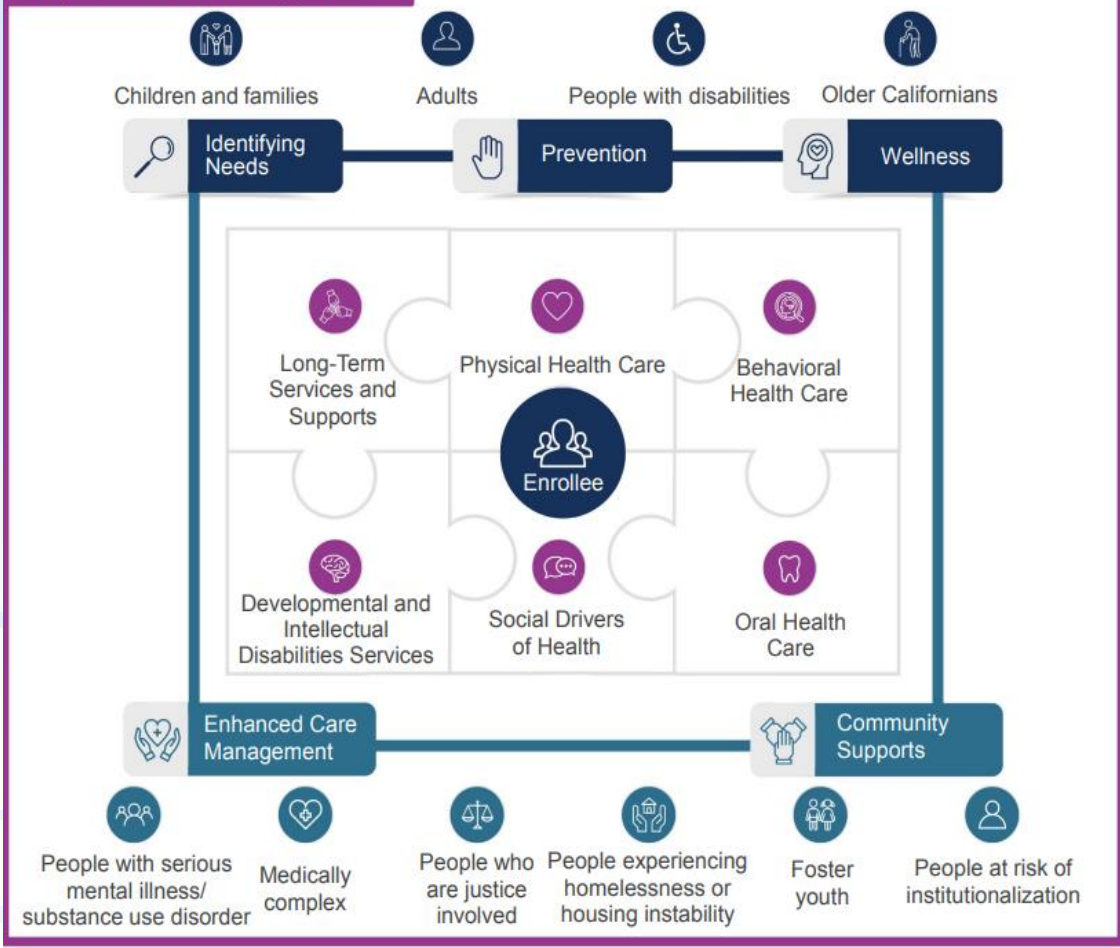 Children and families
Adults
People with disabilities
Older Californians
Identifying
Needs
Prevention
Wellness
Long-Term
Services and
Supports
Physical Health Care
Behavioral
Health Care
Enrollee
Developmental and
Intellectual
Disabilities Services
Social Drivers
of Health
Oral Health
Care
Enhanced Care
Management
Community
Supports
People with serious
mental illness/
substance use disorder
Medically
complex
People who
are justice
involved
People experiencing
homelessness or
housing instability
Foster
youth
People at risk of
institutionalization